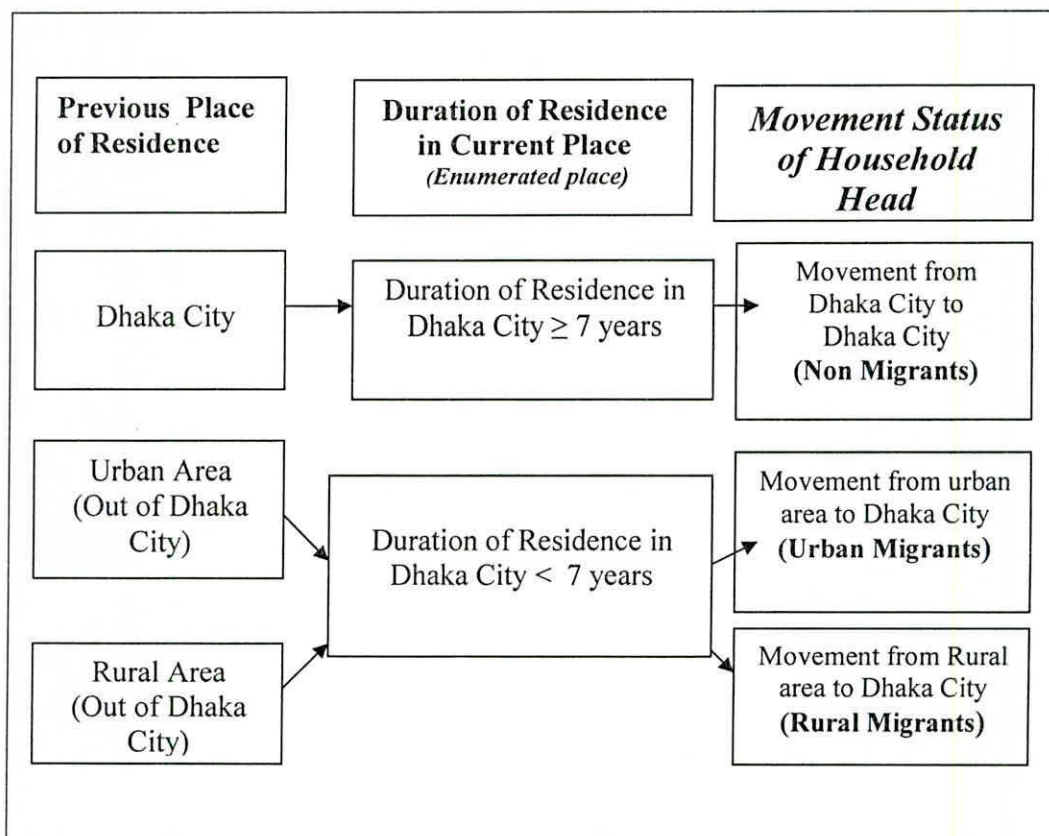 Previous Place
of Residence
Duration of Residence
in Current Place
(Enumerated place)
Movement Status
of Household
Head
Dhaka City
Duration of Residence in
Dhaka City ≥ 7 years
Movement from
Dhaka City to
Dhaka City
(Non Migrants)
Urban Area
(Out of Dhaka
City)
Duration of Residence in
Dhaka City < 7 years
Movement from urban
area to Dhaka City
(Urban Migrants)
Rural Area
(Out of Dhaka
City)
Movement from Rural
area to Dhaka City
(Rural Migrants)